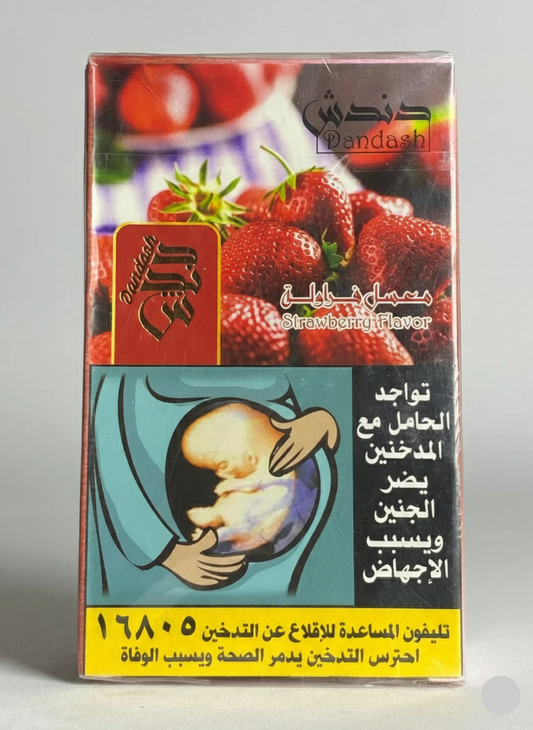 دندش
Dandash
Dandash
دندش
معسل فراولة
Strawberry Flavor
تواجد
الحامل مع
المدخنين
يضر
الجنين
ويسبب
الإجهاض
تليفون المساعدة للإقلاع عن التدخين ١٦٨٠٥
احترس التدخين يدمر الصحة ويسبب الوفاة